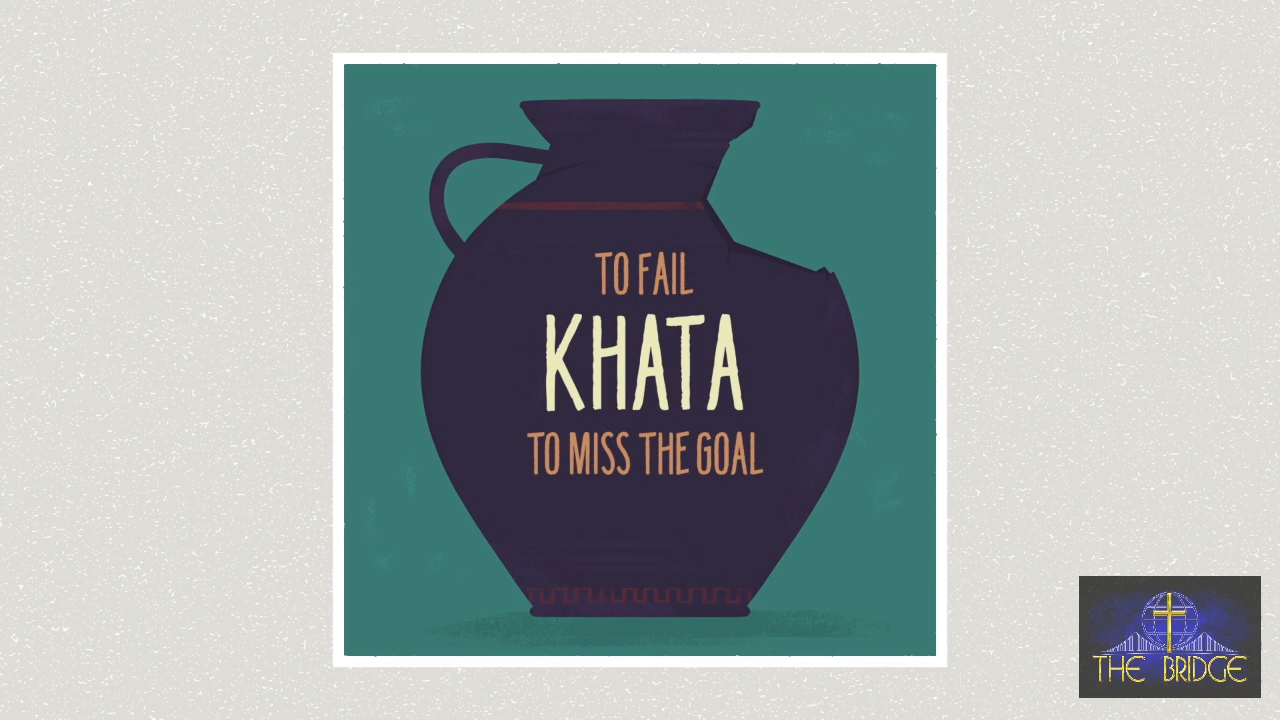 TO FAIL
KHATA
TO MISS THE GOAL
THE BRIDGE